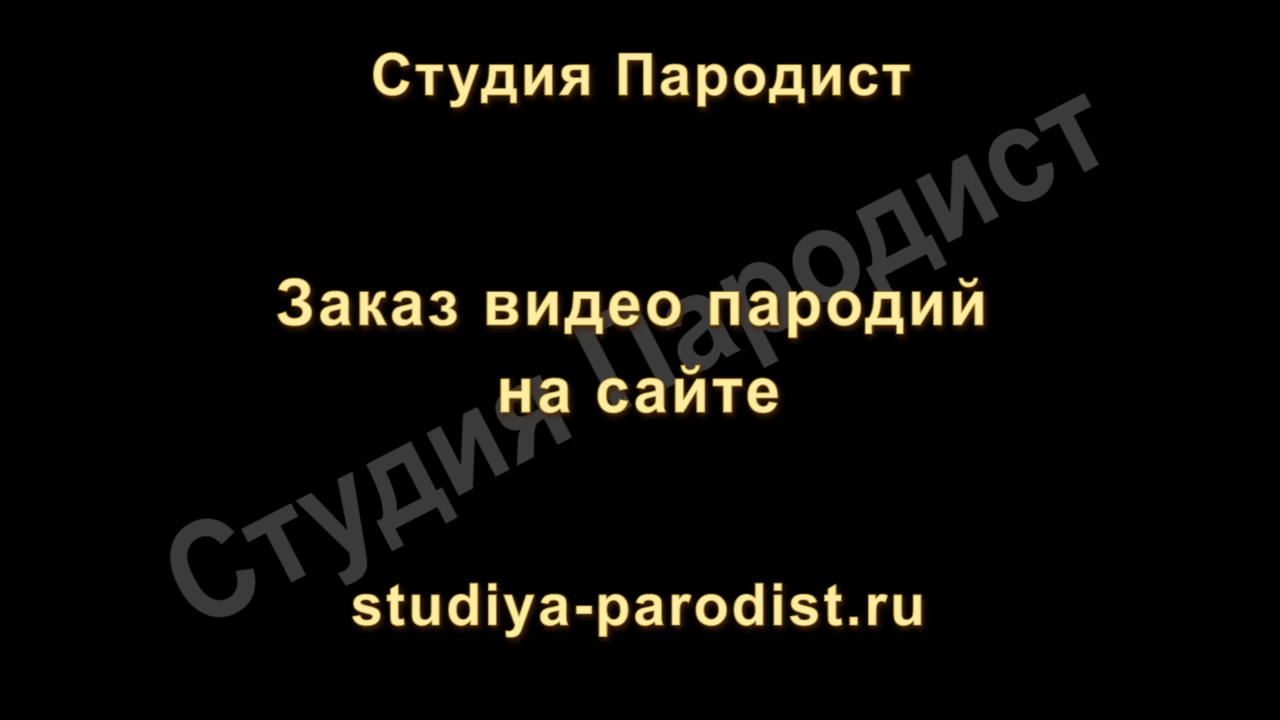 Студия Пародист
Заказ видео пародий
на сайте
Студия Пародист
studiya-parodist.ru